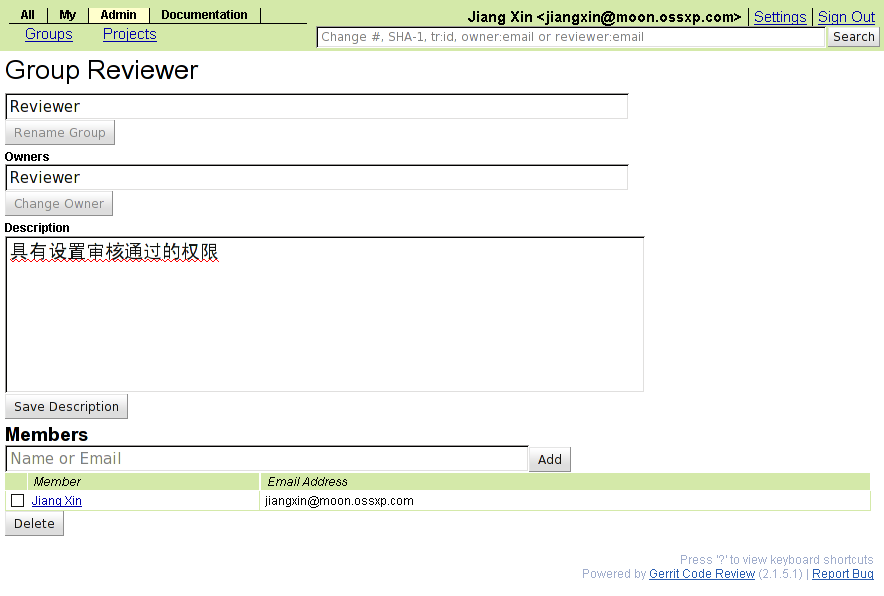 All My Admin Documentation Jiang Xin <jiangxin@moon.ossxp.com> Settings Sign Out
Groups Projects Change #, SHA-1, tr:id, owner:email or reviewer:email Search
Group Reviewer
Reviewer
Rename Group
Owners
Reviewer
Change Owner
Description
具有设置审核通过的权限
Save Description
Members
Name or Email Add
Member Email Address
Jiang Xin jiangxin@moon.ossxp.com
Delete
Press '?' to view keyboard shortcuts
Powered by Gerrit Code Review (2.1.5.1) | Report Bug